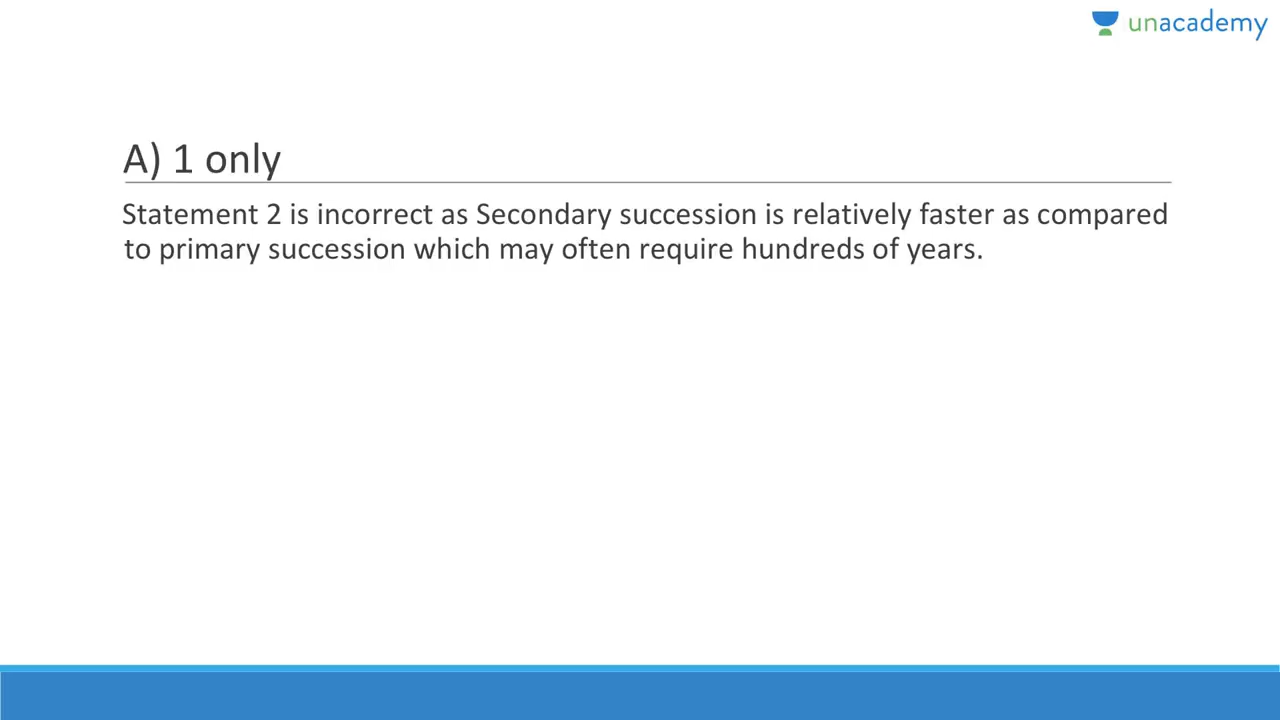 unacademy
A) 1 only
Statement 2 is incorrect as Secondary succession is relatively faster as compared
to primary succession which may often require hundreds of years.